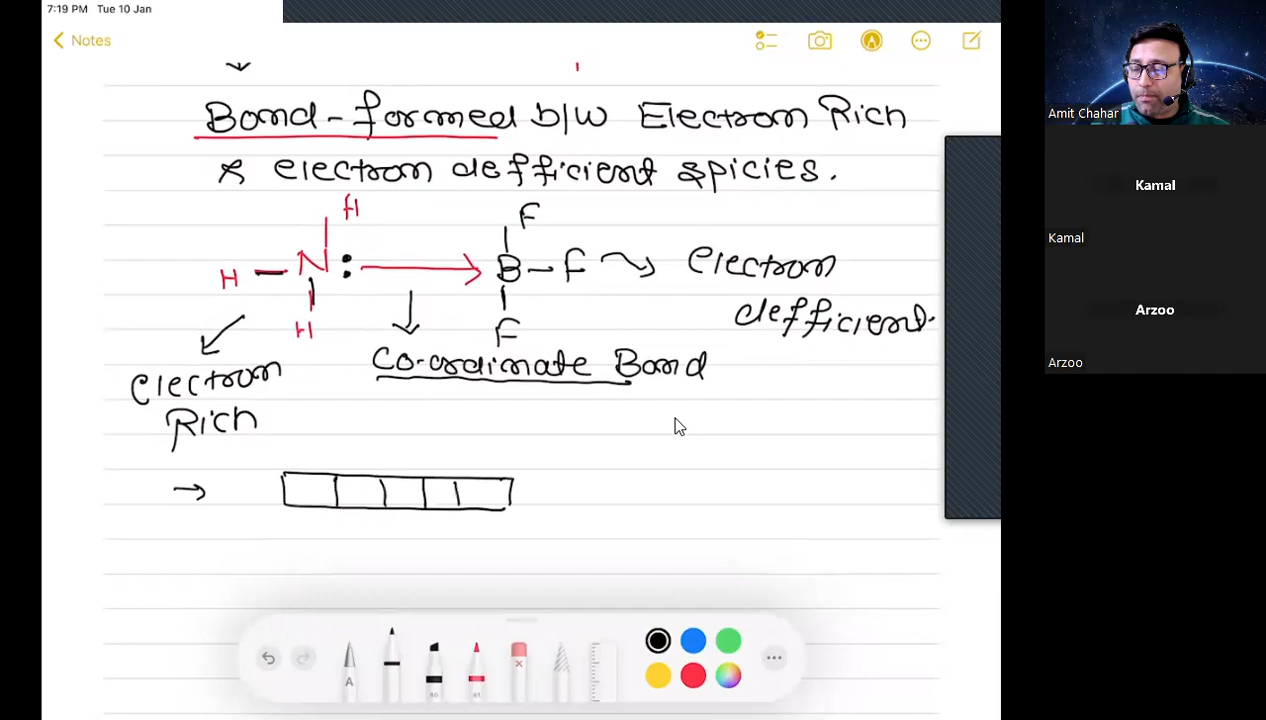 7:19 PM Tue 10 Jan
Notes
Bond-formed b/w Electron Rich
& electron defficient spicies.
H
H - N : → B - F
H
F
F
electron
defficient.
Co-ordinate Bond
electron
Rich
A
80
Amit Chahar
Kamal
Kamal
Arzoo
Arzoo